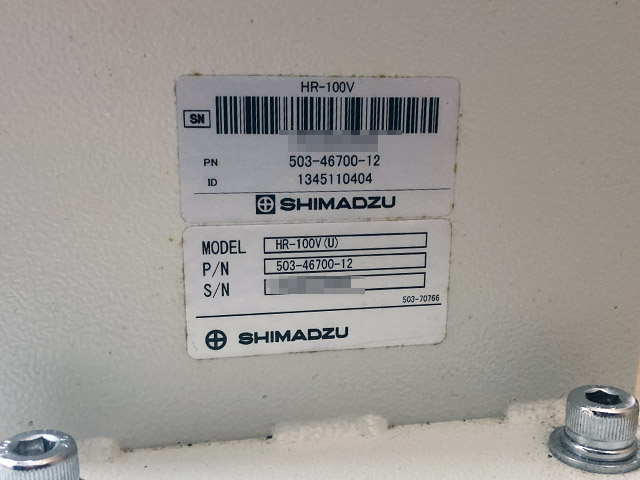 HR-100V
SN
PN 503-46700-12
ID 1345110404
SHIMADZU
MODEL HR-100V(U)
P/N 503-46700-12
S/N
503-70766
SHIMADZU